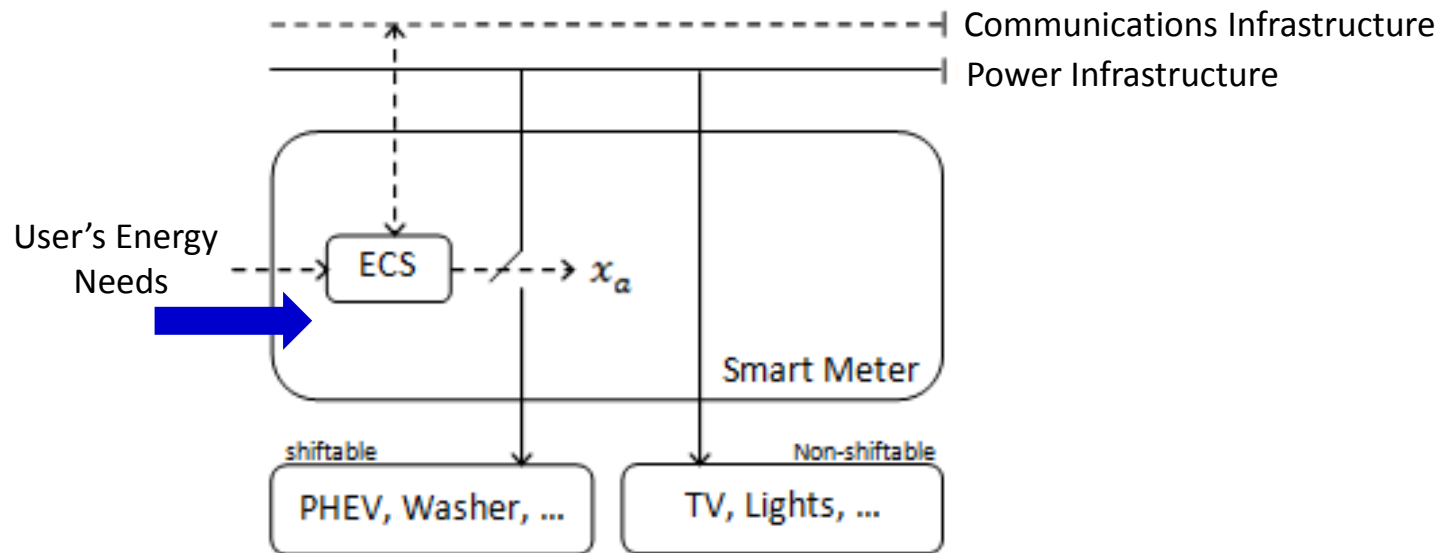 Communications Infrastructure
Power Infrastructure
User’s Energy
Needs
ECS
x_a
Smart Meter
shiftable
Non-shiftable
PHEV, Washer, ...
TV, Lights, ...